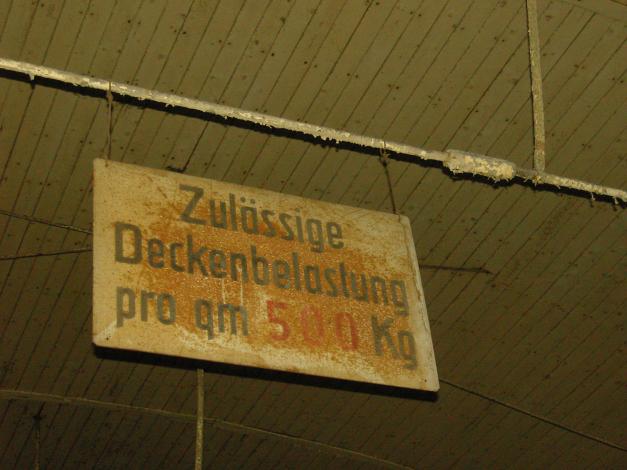 Zulässige
Deckenbelastung
pro qm 500 Kg